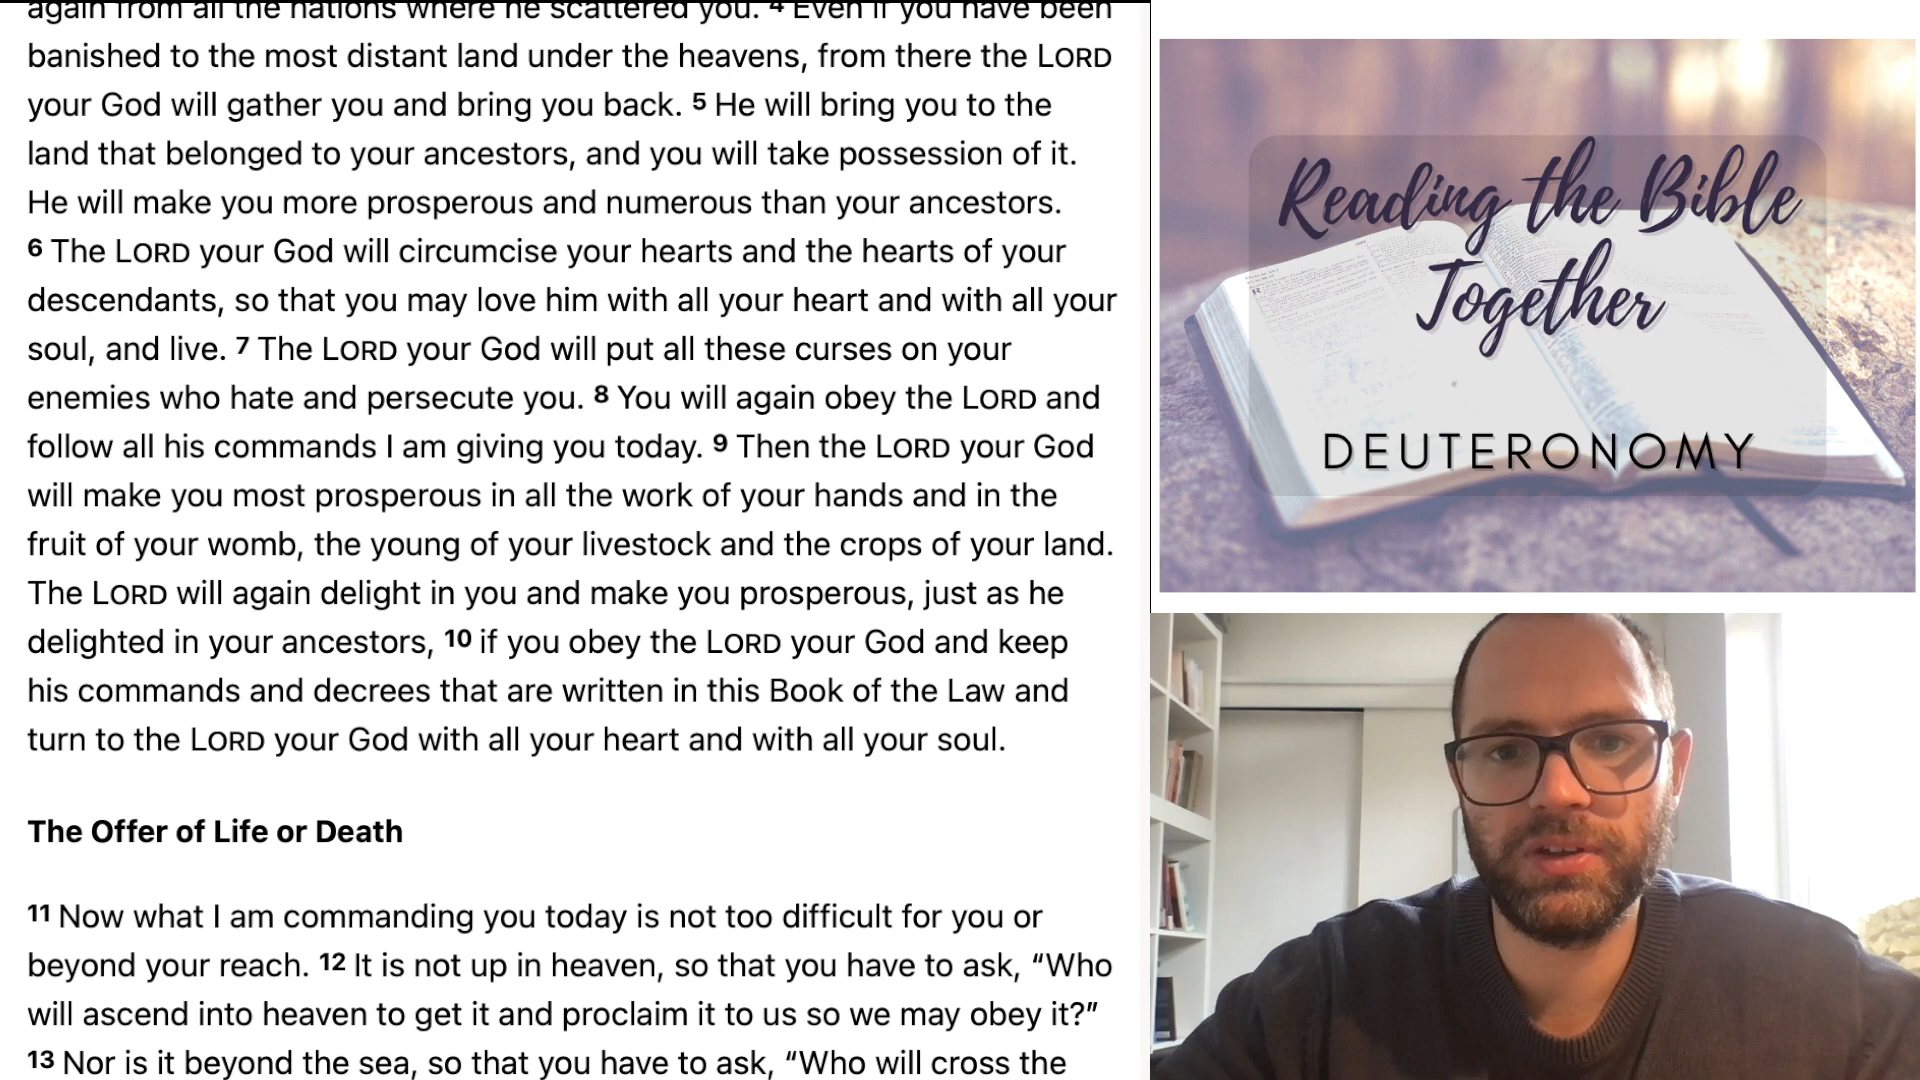 again from all the nations where he scattered you. 4 Even if you have been
banished to the most distant land under the heavens, from there the LORD
your God will gather you and bring you back. 5 He will bring you to the
land that belonged to your ancestors, and you will take possession of it.
He will make you more prosperous and numerous than your ancestors.
6 The LORD your God will circumcise your hearts and the hearts of your
descendants, so that you may love him with all your heart and with all your
soul, and live. 7 The LORD your God will put all these curses on your
enemies who hate and persecute you. 8 You will again obey the LORD and
follow all his commands I am giving you today. 9 Then the LORD your God
will make you most prosperous in all the work of your hands and in the
fruit of your womb, the young of your livestock and the crops of your land.
The LORD will again delight in you and make you prosperous, just as he
delighted in your ancestors, 10 if you obey the LORD your God and keep
his commands and decrees that are written in this Book of the Law and
turn to the LORD your God with all your heart and with all your soul.
The Offer of Life or Death
11 Now what I am commanding you today is not too difficult for you or
beyond your reach. 12 It is not up in heaven, so that you have to ask, “Who
will ascend into heaven to get it and proclaim it to us so we may obey it?”
13 Nor is it beyond the sea, so that you have to ask, “Who will cross the
Reading the Bible
Together
DEUTERONOMY